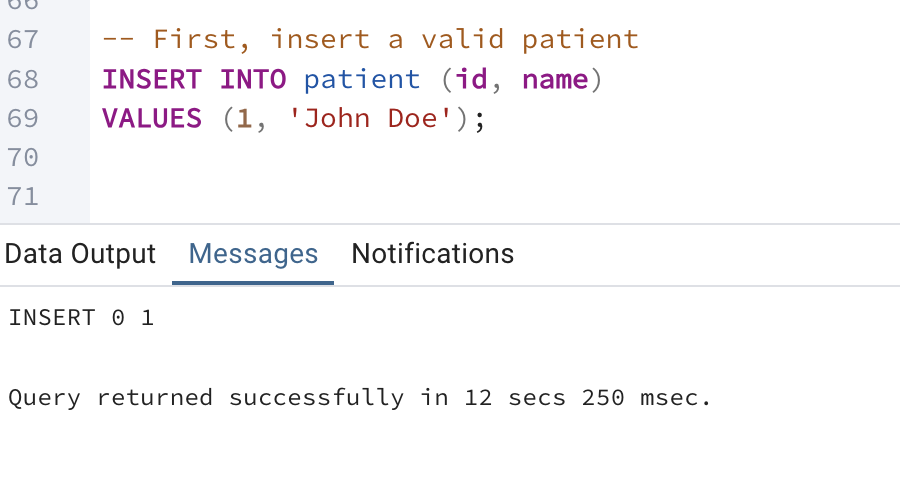 66
67 -- First, insert a valid patient
68 INSERT INTO patient (id, name)
69 VALUES (1, 'John Doe');
70
71
Data Output Messages Notifications
INSERT 0 1
Query returned successfully in 12 secs 250 msec.